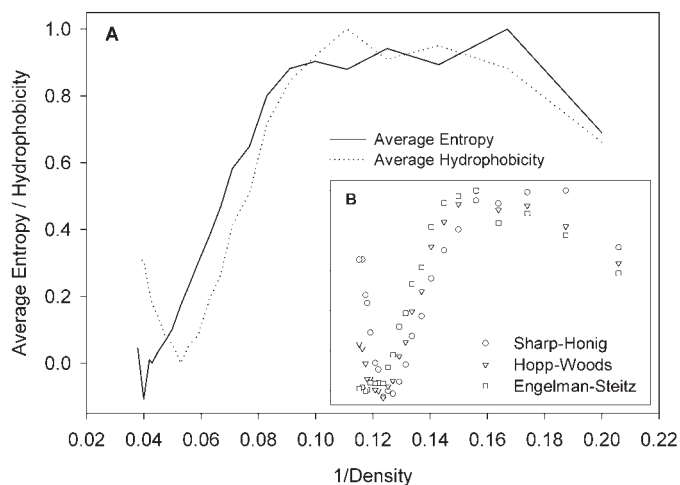 A
1.0
0.8
0.6
0.4
0.2
0.0
Average Entropy / Hydrophobicity
Average Entropy
Average Hydrophobicity
B
Sharp-Honig
Hopp-Woods
Engelman-Steitz
0.02 0.04 0.06 0.08 0.10 0.12 0.14 0.16 0.18 0.20 0.22
1/Density